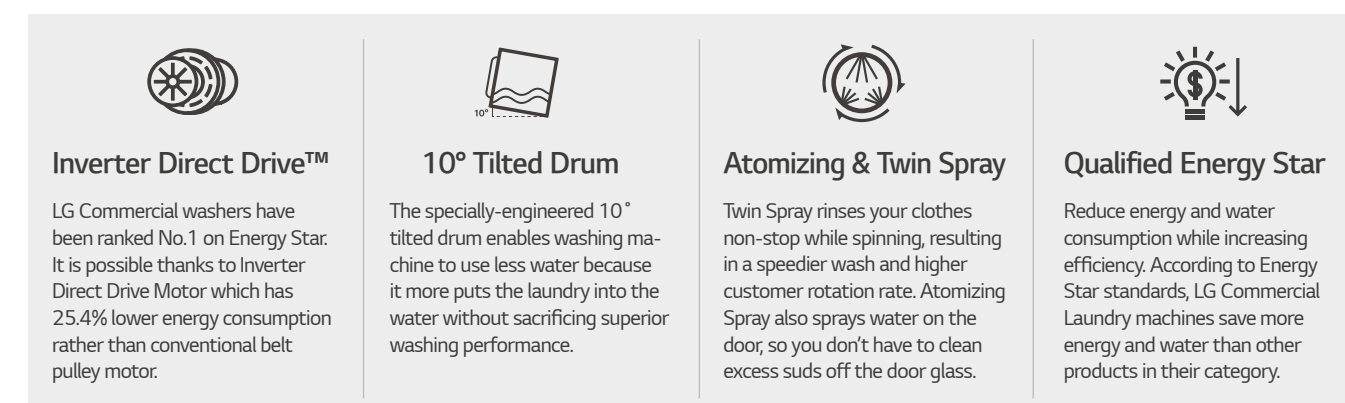 Inverter Direct Drive™
LG Commercial washers have
been ranked No.1 on Energy Star.
It is possible thanks to Inverter
Direct Drive Motor which has
25.4% lower energy consumption
rather than conventional belt
pulley motor.
10°
10° Tilted Drum
The specially-engineered 10˚
tilted drum enables washing ma-
chine to use less water because
it more puts the laundry into the
water without sacrificing superior
washing performance.
Atomizing & Twin Spray
Twin Spray rinses your clothes
non-stop while spinning, resulting
in a speedier wash and higher
customer rotation rate. Atomizing
Spray also sprays water on the
door, so you don't have to clean
excess suds off the door glass.
$
Qualified Energy Star
Reduce energy and water
consumption while increasing
efficiency. According to Energy
Star standards, LG Commercial
Laundry machines save more
energy and water than other
products in their category.